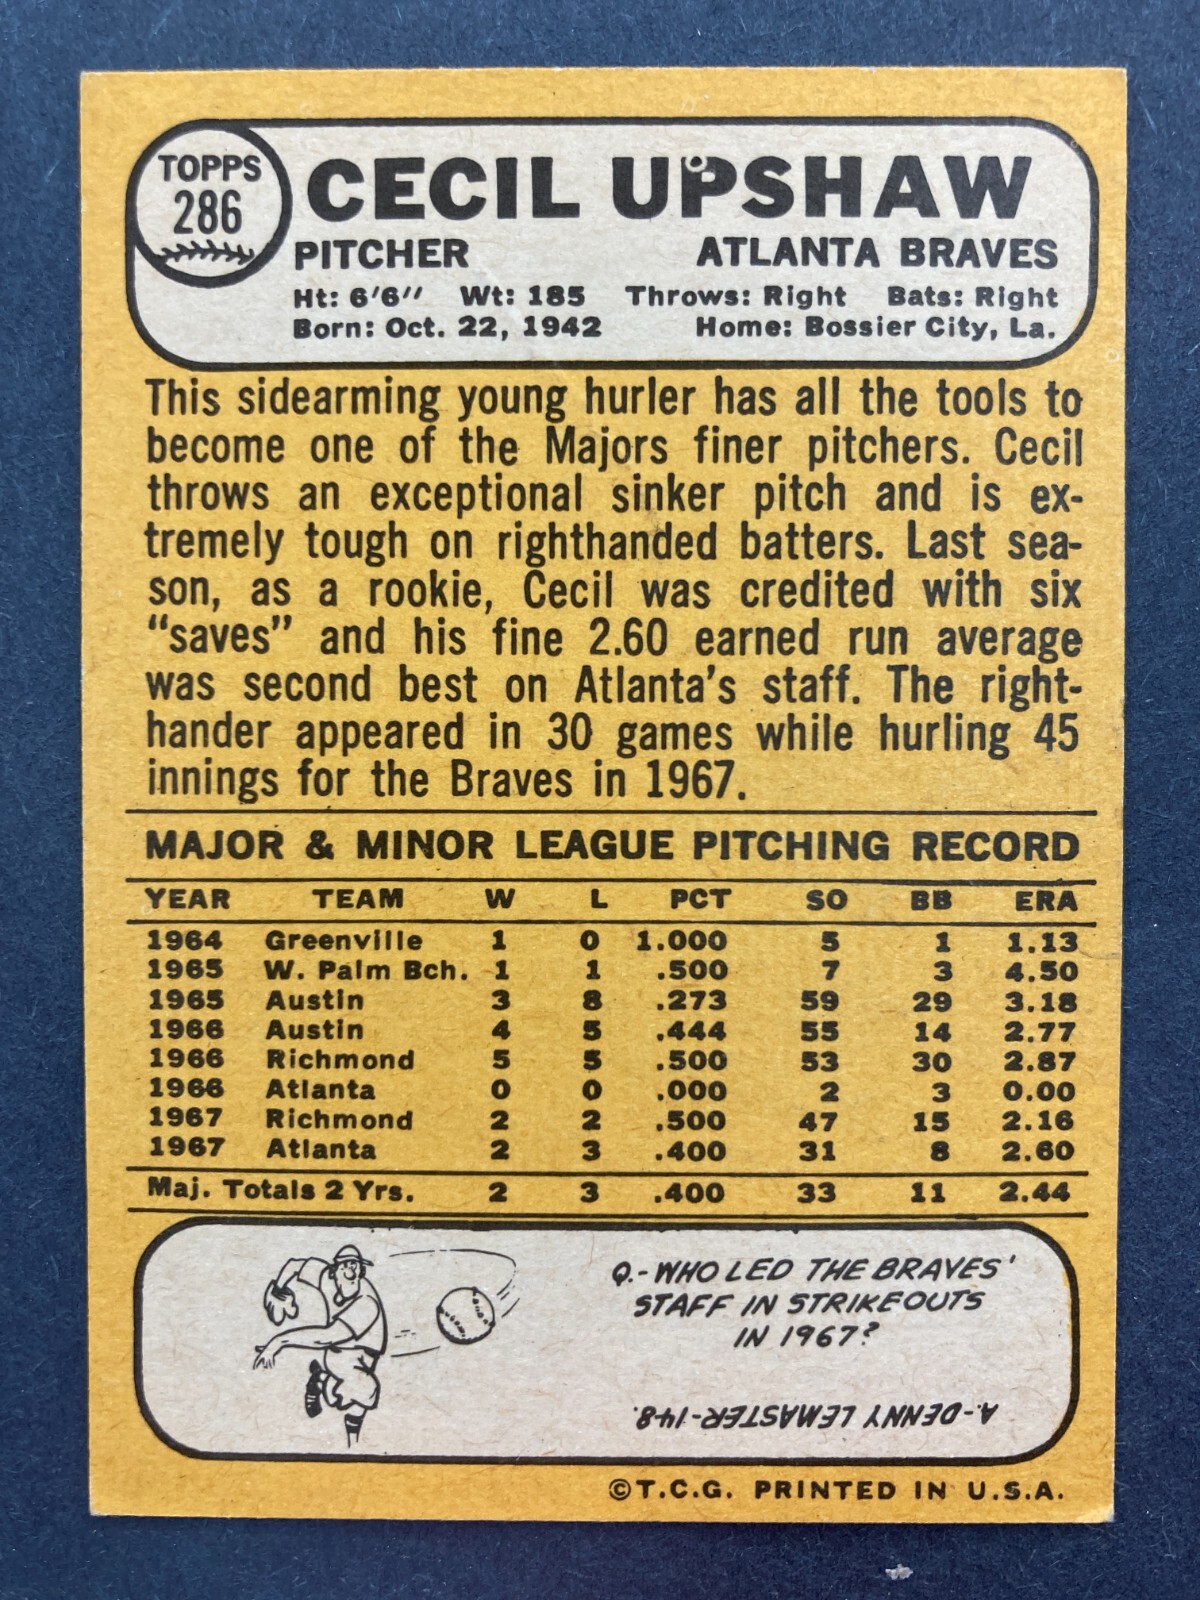 TOPPS
286
CECIL UPSHAW
PITCHER ATLANTA BRAVES
Ht: 6'6" Wt: 185 Throws: Right Bats: Right
Born: Oct. 22, 1942 Home: Bossier City, La.
This sidearming young hurler has all the tools to
become one of the Majors finer pitchers. Cecil
throws an exceptional sinker pitch and is ex-
tremely tough on righthanded batters. Last sea-
son, as a rookie, Cecil was credited with six
"saves" and his fine 2.60 earned run average
was second best on Atlanta's staff. The right-
hander appeared in 30 games while hurling 45
innings for the Braves in 1967.
MAJOR & MINOR LEAGUE PITCHING RECORD
YEAR TEAM W L PCT SO BB ERA
1964 Greenville 1 0 1.000 5 1 1.13
1965 W. Palm Bch. 1 1 .500 7 3 4.50
1965 Austin 3 8 .273 59 29 3.18
1966 Austin 4 5 .444 55 14 2.77
1966 Richmond 5 5 .500 53 30 2.87
1966 Atlanta 0 0 .000 2 3 0.00
1967 Richmond 2 2 .500 47 15 2.16
1967 Atlanta 2 3 .400 31 8 2.60
Maj. Totals 2 Yrs. 2 3 .400 33 11 2.44
Q.-WHO LED THE BRAVES'
STAFF IN STRIKEOUTS
IN 1967?
A-DENNY LEMASTER-148.
©T.C.G. PRINTED IN U.S.A.